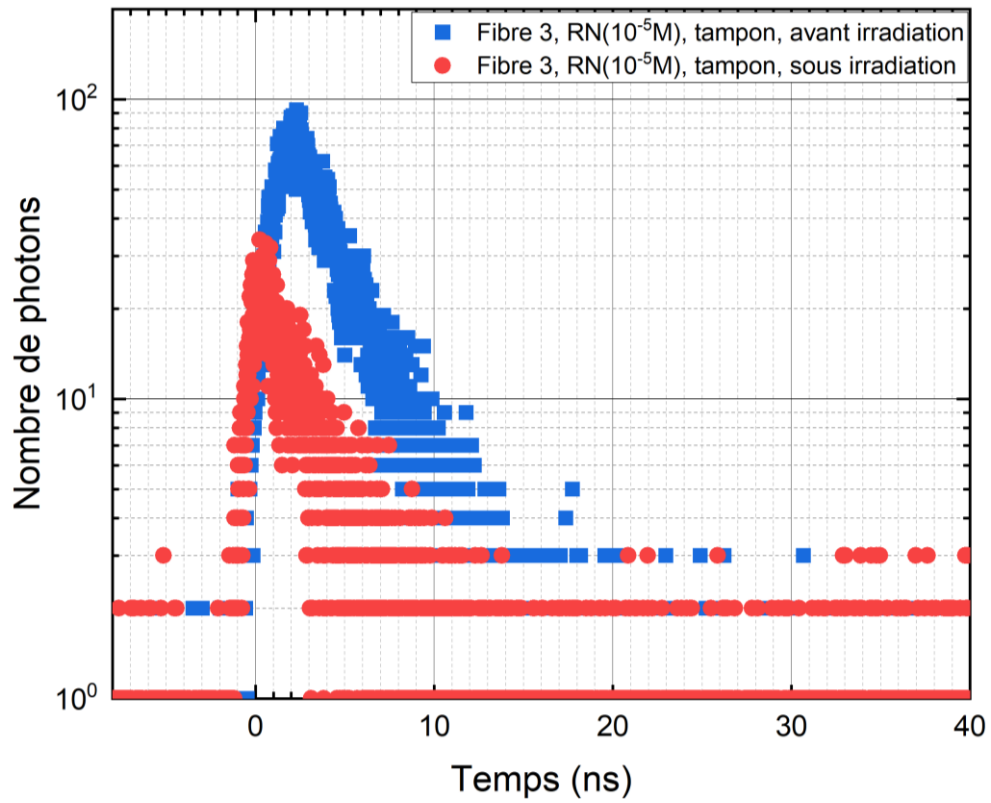 Fibre 3, RN(10⁻⁵M), tampon, avant irradiation
Fibre 3, RN(10⁻⁵M), tampon, sous irradiation
10²
10¹
10⁰
Nombre de photons
0 10 20 30 40
Temps (ns)